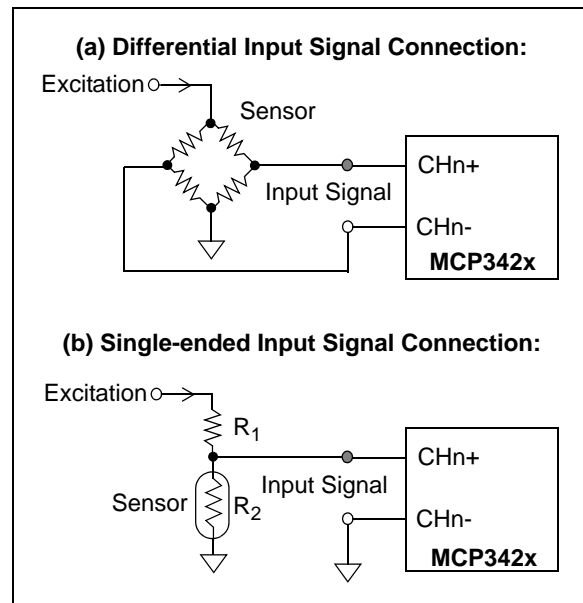 (a) Differential Input Signal Connection:
Excitation
Sensor
CHn+
Input Signal
CHn-
MCP342x
(b) Single-ended Input Signal Connection:
Excitation
R1
CHn+
Input Signal
Sensor
R2
CHn-
MCP342x